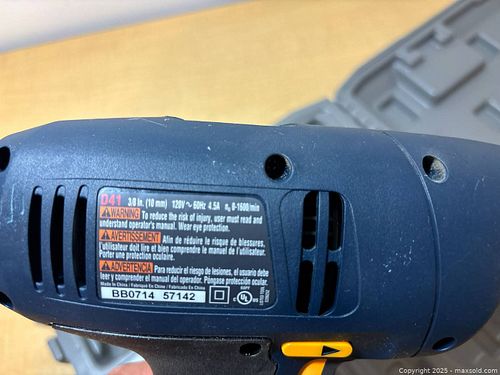 D41 3/8 in. (10 mm) 120V ~ 60Hz 4.5A n₀ 0-1600/min
WARNING To reduce the risk of injury, user must read and
understand operator's manual. Wear eye protection.
AVERTISSEMENT Afin de réduire le risque de blessures,
l'utilisateur doit lire et bien comprendre le manuel de l'utilisateur.
Porter une protection oculaire.
ADVERTENCIA Para reducir el riesgo de lesiones, el usuario debe
leer y comprender el manual del operador. Póngase protección ocular.
Made in China / Fabriqué En Chine / Fabricado En China
BB0714 57142
UL
Copyright 2025 - maxsold.com